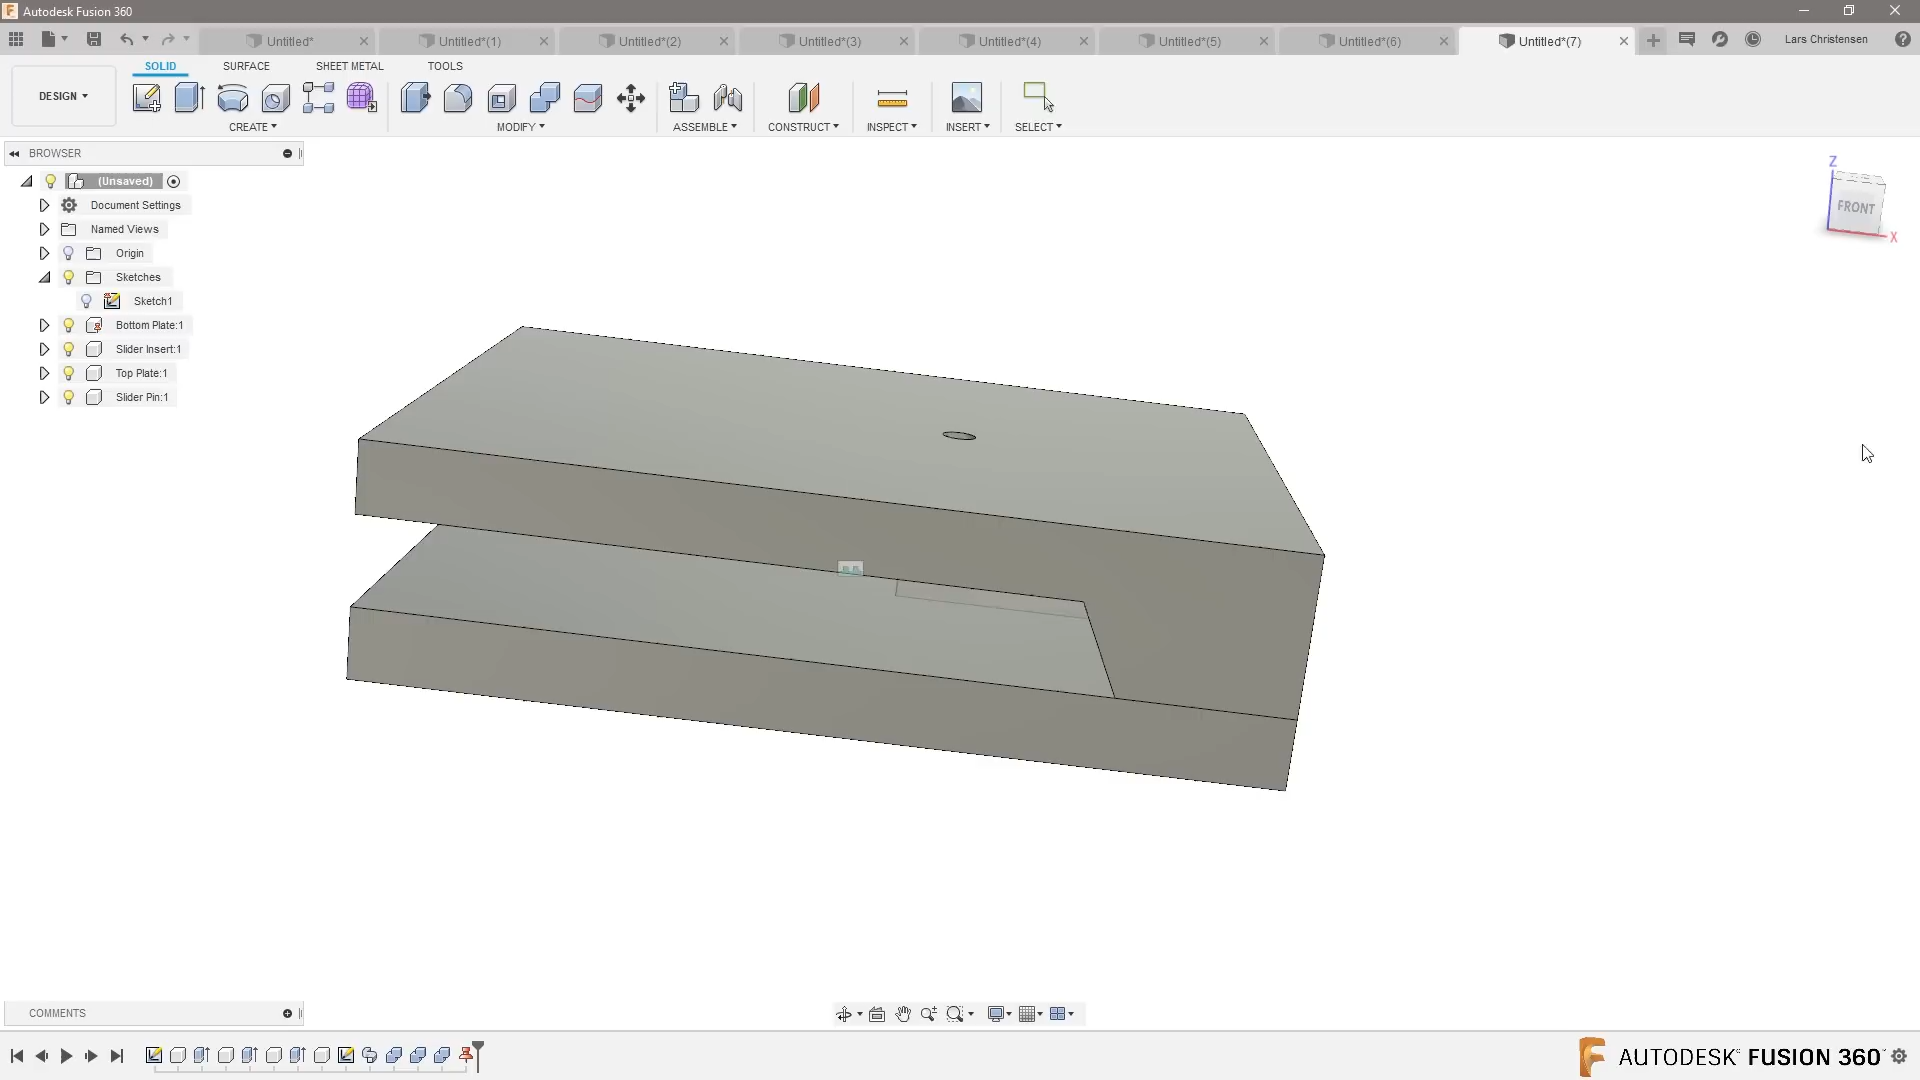 Autodesk Fusion 360
Untitled*
Untitled*(1)
Untitled*(2)
Untitled*(3)
Untitled*(4)
Untitled*(5)
Untitled*(6)
Untitled*(7)
Lars Christensen
SOLID
SURFACE
SHEET METAL
TOOLS
DESIGN
CREATE
MODIFY
ASSEMBLE
CONSTRUCT
INSPECT
INSERT
SELECT
BROWSER
(Unsaved)
Document Settings
Named Views
Origin
Sketches
Sketch1
Bottom Plate:1
Slider Insert:1
Top Plate:1
Slider Pin:1
Z
FRONT
X
COMMENTS
AUTODESK FUSION 360